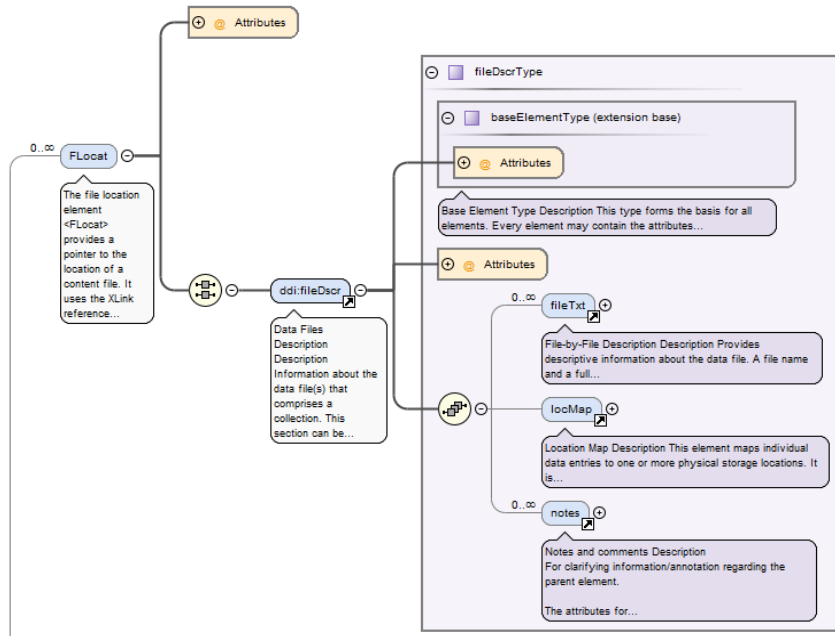 @ Attributes
fileDscrType
baseElementType (extension base)
0..∞
FLocat
@ Attributes
The file location
element
<FLocat>
provides a
pointer to the
location of a
content file. It
uses the XLink
reference...
Base Element Type Description This type forms the basis for all
elements. Every element may contain the attributes...
@ Attributes
ddi:fileDscr
Data Files
Description
Description
Information about the
data file(s) that
comprises a
collection. This
section can be...
0..∞
fileTxt
File-by-File Description Description Provides
descriptive information about the data file. A file name
and a full...
locMap
Location Map Description This element maps individual
data entries to one or more physical storage locations. It
is...
0..∞
notes
Notes and comments Description
For clarifying information/annotation regarding the
parent element.
The attributes for...